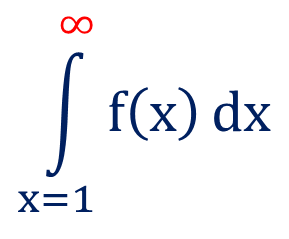 ∞
∫ f(x) dx
x=1